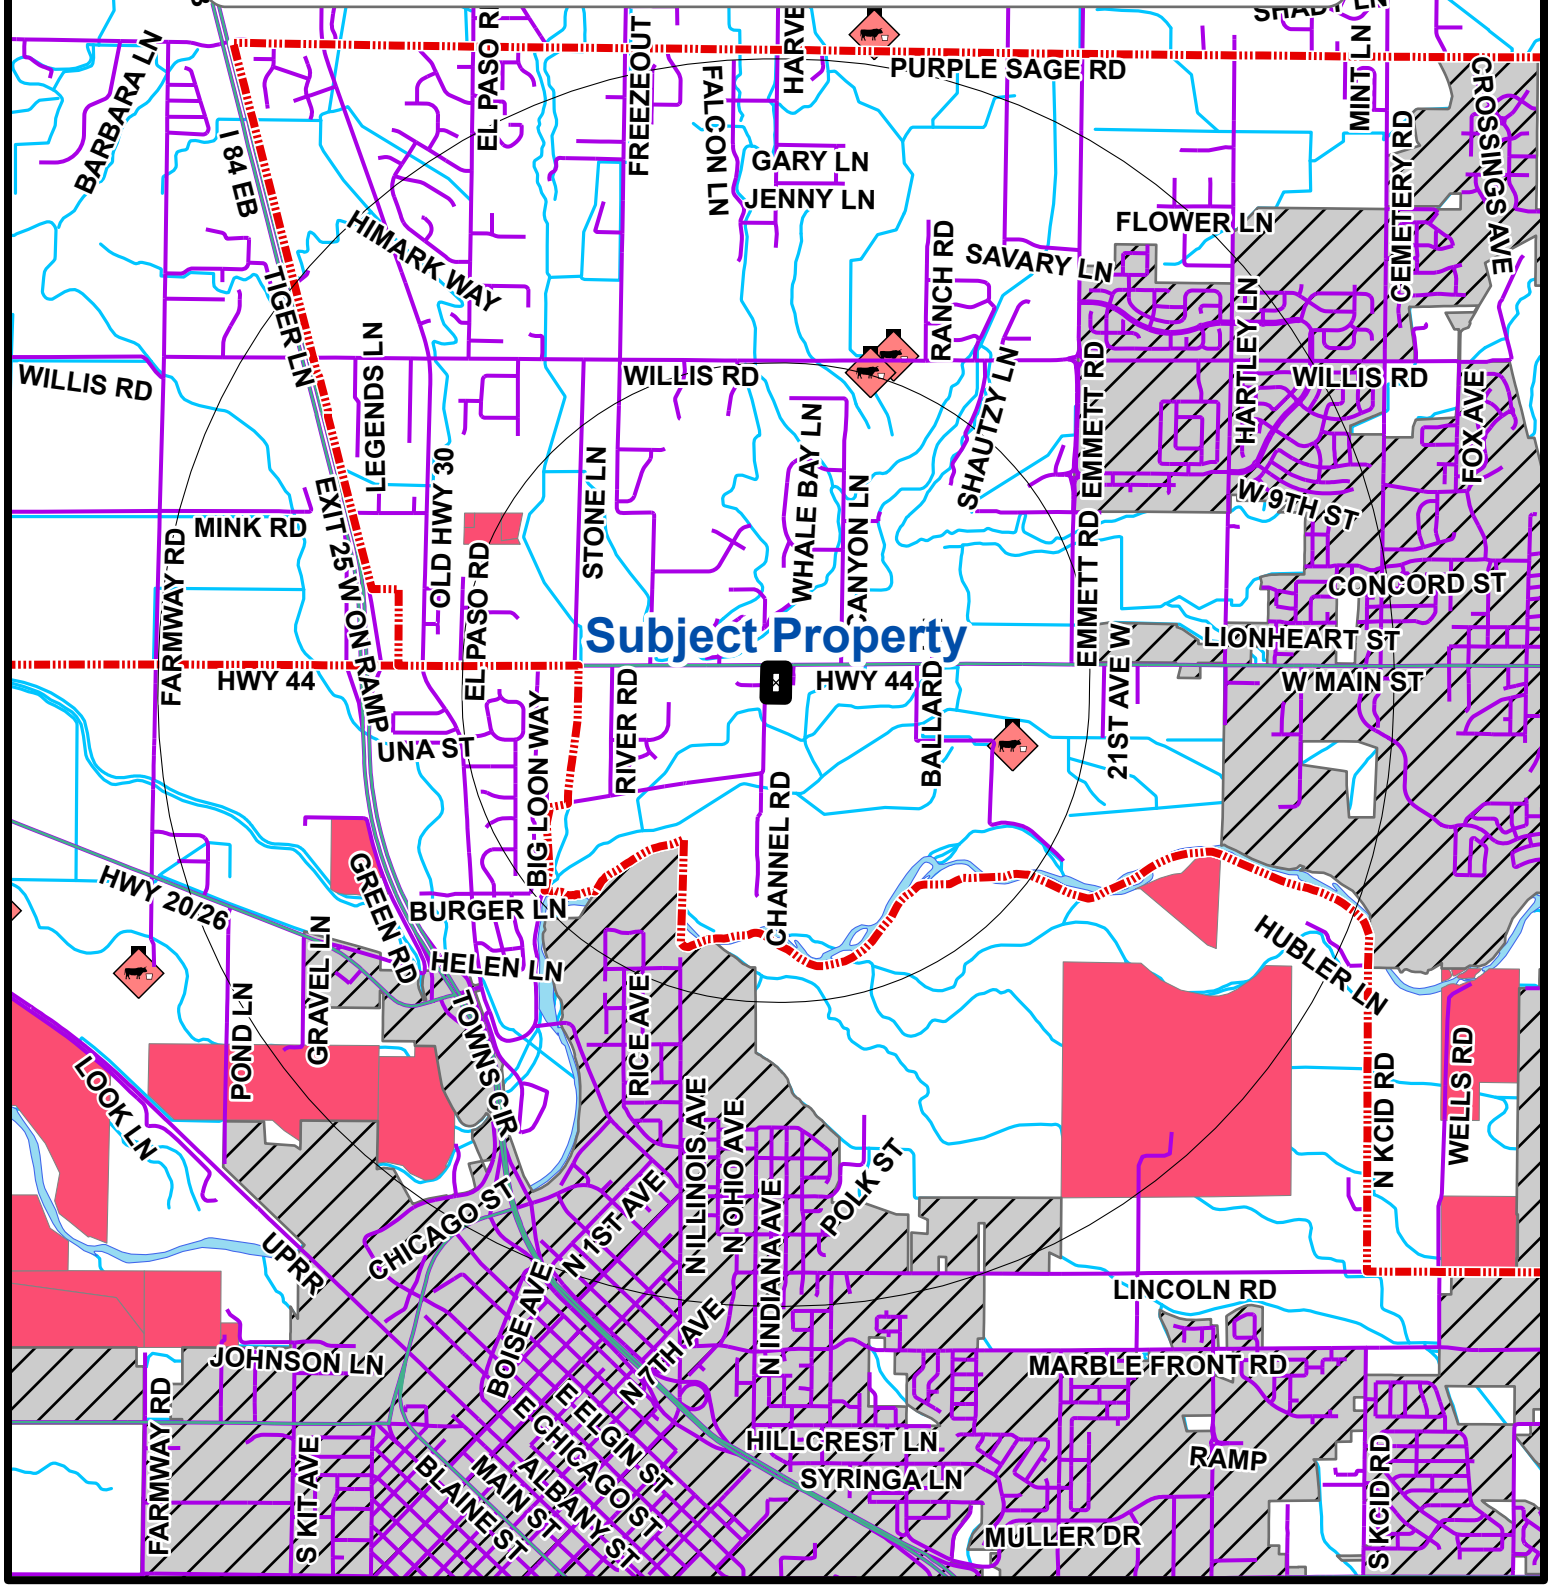 SHADY LN
BARBARA LN
EL PASO RD
FREEZEOUT
HARVE
PURPLE SAGE RD
MINT LN
CROSSINGS AVE
FALCON LN
I 84 EB
GARY LN
JENNY LN
CEMETERY RD
HIMARK WAY
FLOWER LN
RANCH RD
SAVARY LN
TIGER LN
HARTLEY LN
LEGENDS LN
WILLIS RD
WILLIS RD
WILLIS RD
SHAUTZY LN
EMMETT RD
FOX AVE
WHALE BAY LN
STONE LN
OLD HWY 30
CANYON LN
W 9TH ST
MINK RD
EXIT 25 W ON RAMP
FARMWAY RD
EL PASO RD
EMMETT RD
CONCORD ST
Subject Property
LIONHEART ST
HWY 44
HWY 44
W MAIN ST
21ST AVE W
RIVER RD
BALLARD
UNA ST
BIG LOON WAY
CHANNEL RD
GREEN RD
HWY 20/26
BURGER LN
HELEN LN
HUBLER LN
GRAVEL LN
POND LN
TOWNS CIR
RICE AVE
LOOK LN
N KCID RD
WELLS RD
N ILLINOIS AVE
N OHIO AVE
N INDIANA AVE
POLK ST
CHICAGO ST
N 1ST AVE
UPRR
LINCOLN RD
BOISE AVE
N 7TH AVE
JOHNSON LN
MARBLE FRONT RD
E ELGIN ST
E CHICAGO ST
HILLCREST LN
SYRINGA LN
RAMP
FARMWAY RD
S KIT AVE
BLAINE ST
MAIN ST
ALBANY ST
MULLER DR
S KCID RD